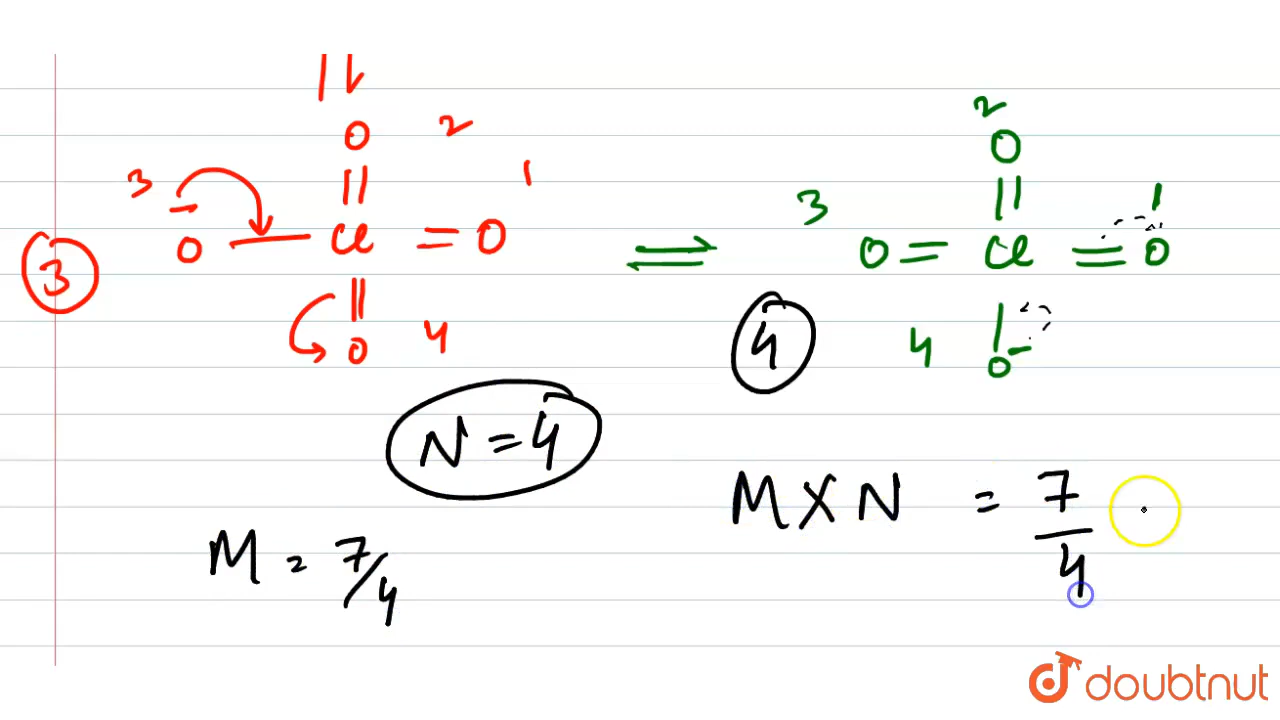 O 2 2 O
3 - O — Cl = O 1 ⇌ 3 O = Cl = O 1
3 O 4 4 4 O-
N = 4
M X N = 7/4
M = 7/4
doubtnut